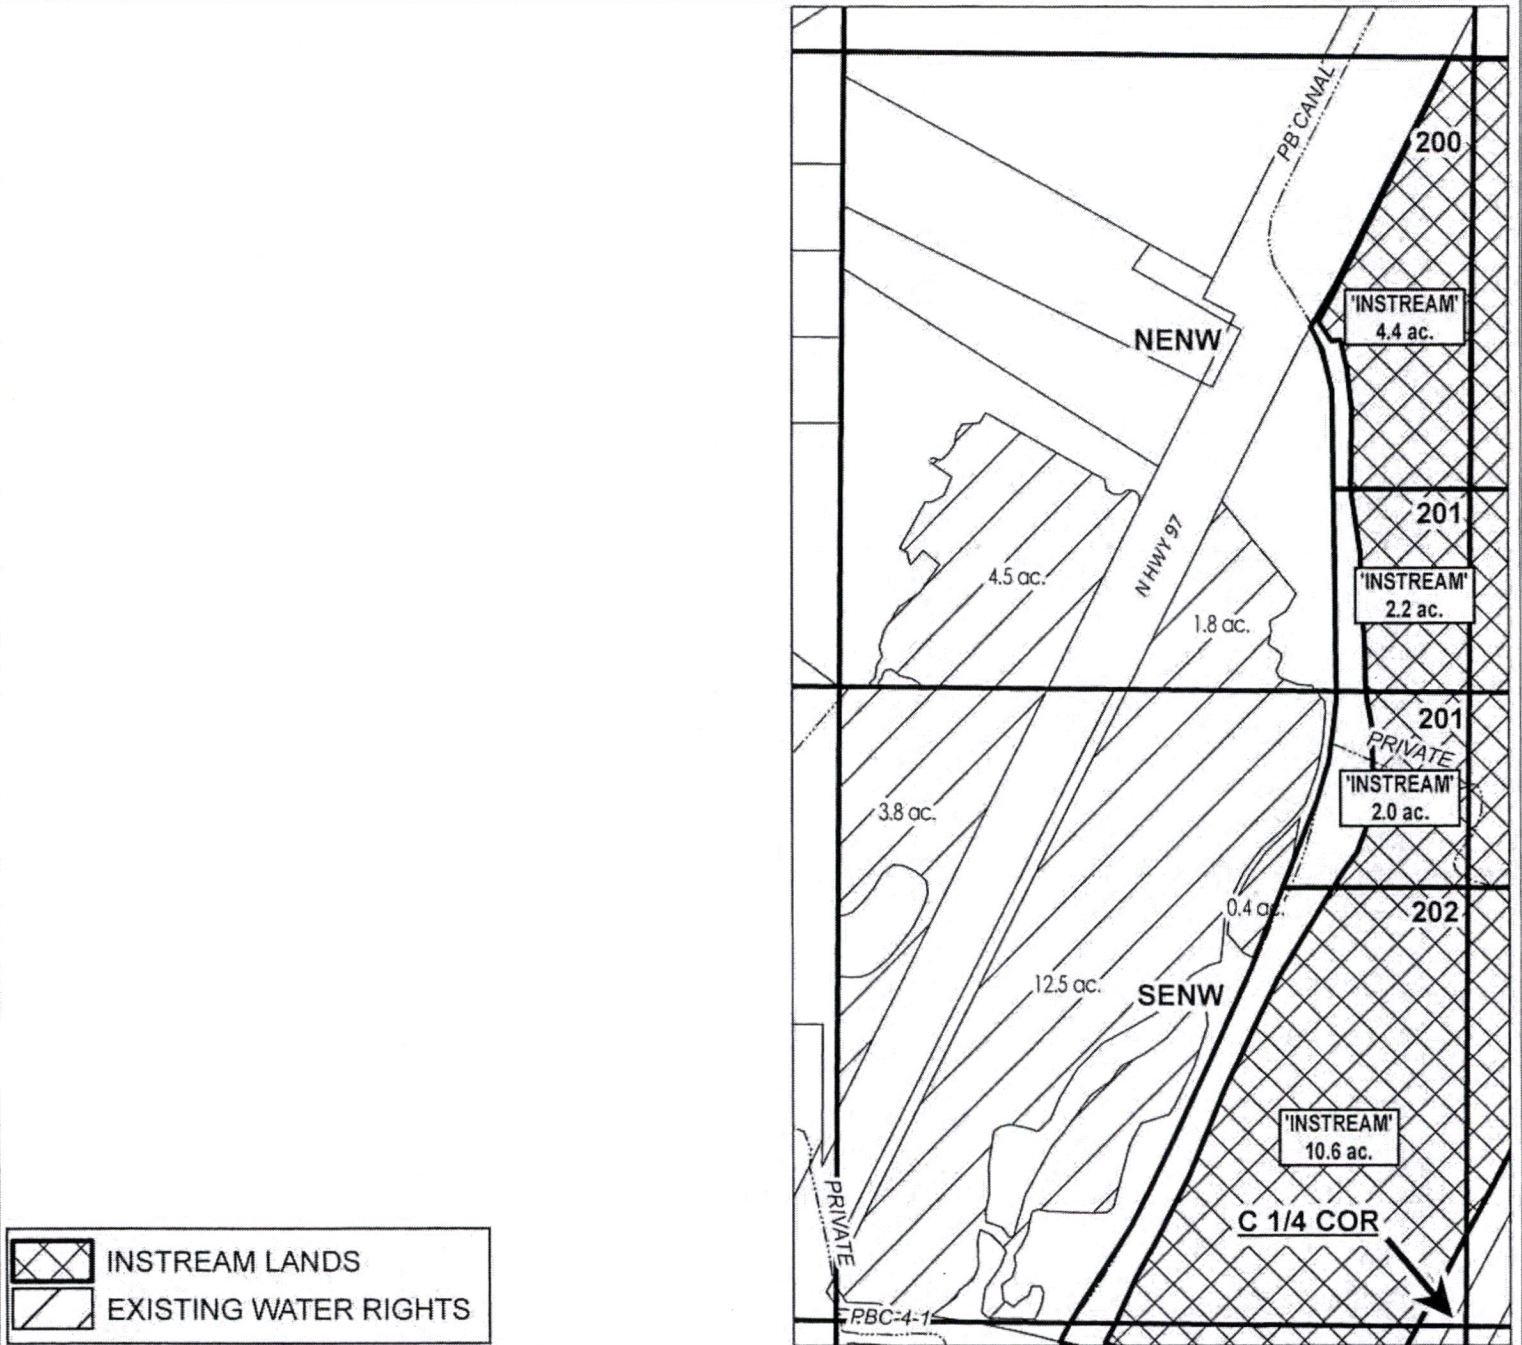 PB CANAL
200
'INSTREAM'
4.4 ac.
NENW
201
N HWY 97
4.5 ac.
'INSTREAM'
2.2 ac.
1.8 ac.
201
PRIVATE
'INSTREAM'
2.0 ac.
3.8 ac.
0.4 ac.
202
12.5 ac.
SENW
'INSTREAM'
10.6 ac.
PRIVATE
C 1/4 COR
PBC-4-1
INSTREAM LANDS
EXISTING WATER RIGHTS